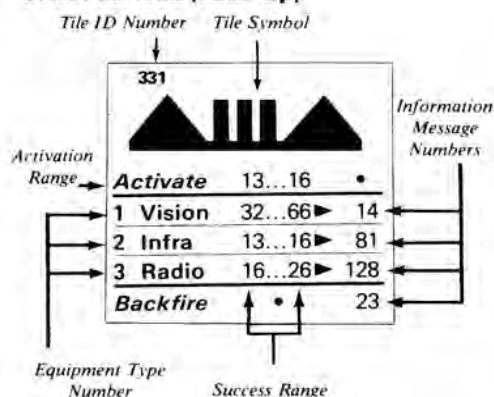 Tile ID Number Tile Symbol
331
Information
Message
Numbers
Activation
Range
Activate 13...16 •
1 Vision 32...66► 14
2 Infra 13...16► 81
3 Radio 16...26► 128
Backfire • 23
Equipment Type
Number
Success Range